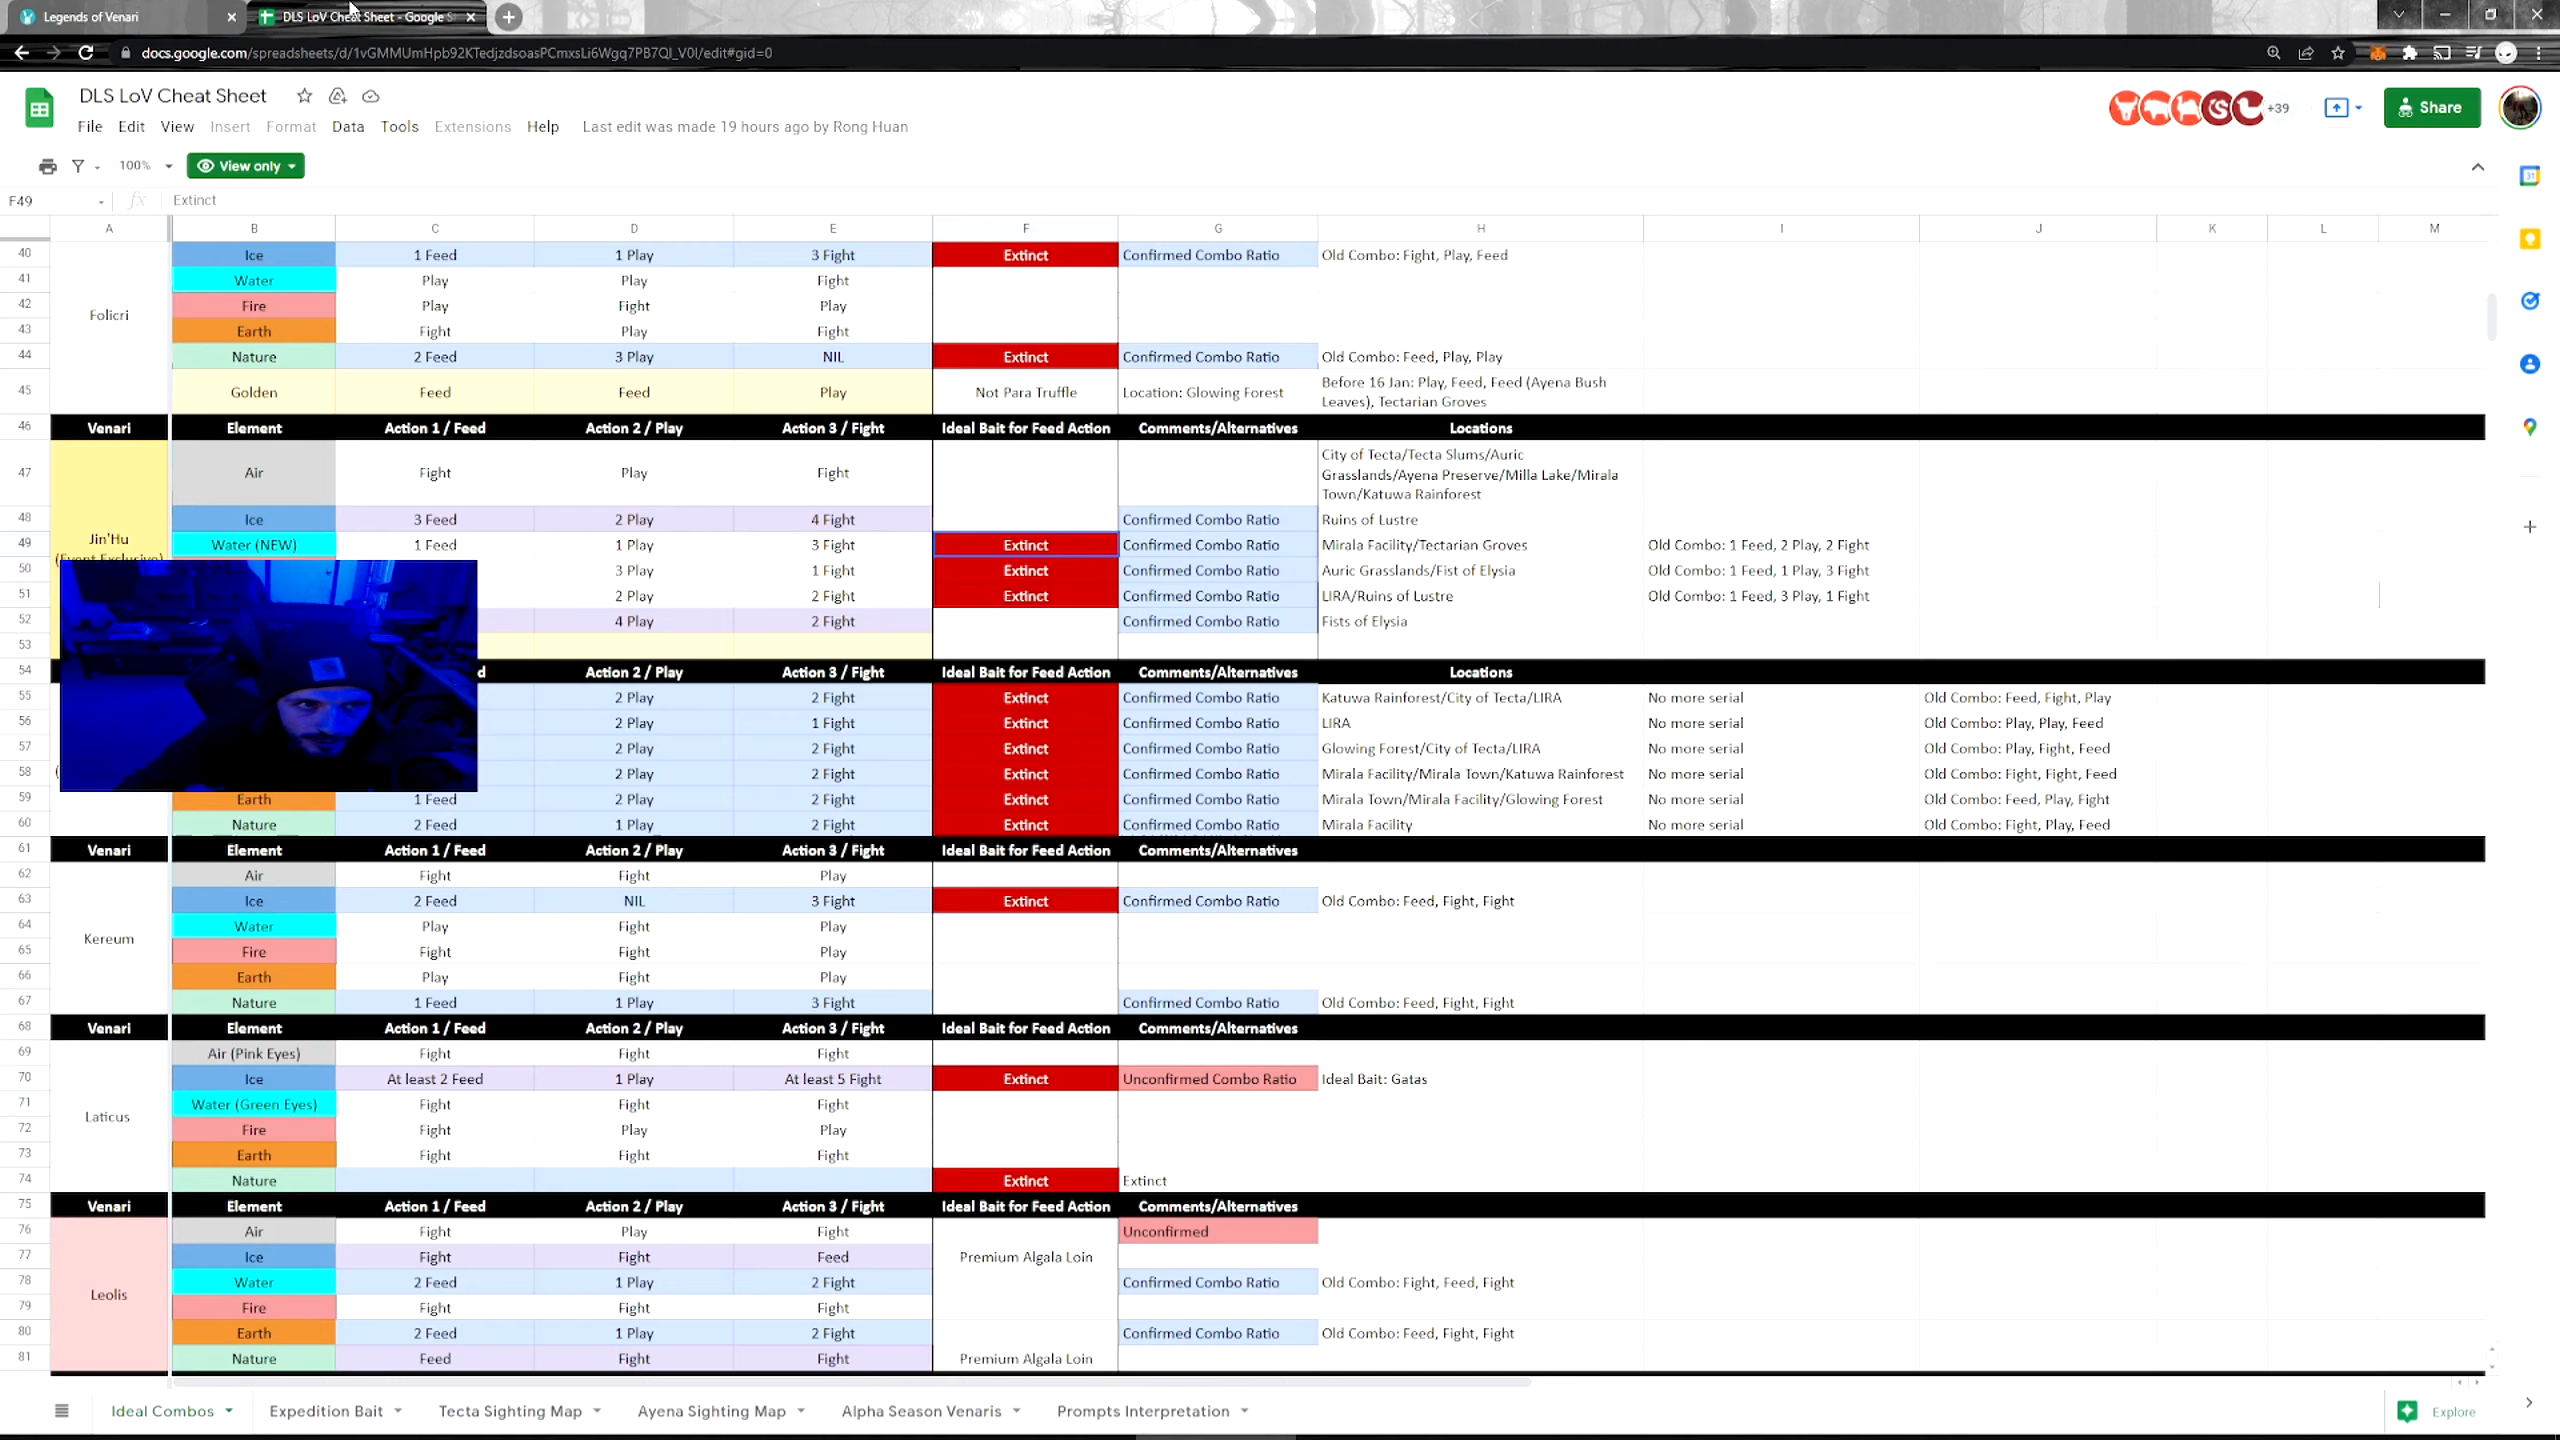 Legends of Venari
DLS LoV Cheat Sheet - Google S
docs.google.com/spreadsheets/d/1vGMMUmHpb92KTedjzdsoasPCmxsLi6Wgq7PB7QI_V0I/edit#gid=0
DLS LoV Cheat Sheet
File Edit View Insert Format Data Tools Extensions Help Last edit was made 19 hours ago by Rong Huan
+39
Share
100% View only
F49 fx Extinct
A B C D E F G H I J K L M
40 Ice 1 Feed 1 Play 3 Fight Extinct Confirmed Combo Ratio Old Combo: Fight, Play, Feed
41 Water Play Play Fight
42 Fire Play Fight Play
Folicri
43 Earth Fight Play Fight
44 Nature 2 Feed 3 Play NIL Extinct Confirmed Combo Ratio Old Combo: Feed, Play, Play
45 Golden Feed Feed Play Not Para Truffle Location: Glowing Forest Before 16 Jan: Play, Feed, Feed (Ayena Bush
Leaves), Tectarian Groves
46 Venari Element Action 1 / Feed Action 2 / Play Action 3 / Fight Ideal Bait for Feed Action Comments/Alternatives Locations
47 Air Fight Play Fight City of Tecta/Tecta Slums/Auric
Grasslands/Ayena Preserve/Milla Lake/Mirala
Town/Katuwa Rainforest
48 Ice 3 Feed 2 Play 4 Fight Confirmed Combo Ratio Ruins of Lustre
Jin'Hu
(Event Exclusive)
49 Water (NEW) 1 Feed 1 Play 3 Fight Extinct Confirmed Combo Ratio Mirala Facility/Tectarian Groves Old Combo: 1 Feed, 2 Play, 2 Fight
50 3 Play 1 Fight Extinct Confirmed Combo Ratio Auric Grasslands/Fist of Elysia Old Combo: 1 Feed, 1 Play, 3 Fight
51 2 Play 2 Fight Extinct Confirmed Combo Ratio LIRA/Ruins of Lustre Old Combo: 1 Feed, 3 Play, 1 Fight
52 4 Play 2 Fight Confirmed Combo Ratio Fists of Elysia
53
54 d Action 2 / Play Action 3 / Fight Ideal Bait for Feed Action Comments/Alternatives Locations
55 2 Play 2 Fight Extinct Confirmed Combo Ratio Katuwa Rainforest/City of Tecta/LIRA No more serial Old Combo: Feed, Fight, Play
56 2 Play 1 Fight Extinct Confirmed Combo Ratio LIRA No more serial Old Combo: Play, Play, Feed
57 2 Play 2 Fight Extinct Confirmed Combo Ratio Glowing Forest/City of Tecta/LIRA No more serial Old Combo: Play, Fight, Feed
58 ( 2 Play 2 Fight Extinct Confirmed Combo Ratio Mirala Facility/Mirala Town/Katuwa Rainforest No more serial Old Combo: Fight, Fight, Feed
59 Earth 1 Feed 2 Play 2 Fight Extinct Confirmed Combo Ratio Mirala Town/Mirala Facility/Glowing Forest No more serial Old Combo: Feed, Play, Fight
60 Nature 2 Feed 1 Play 2 Fight Extinct Confirmed Combo Ratio Mirala Facility No more serial Old Combo: Fight, Play, Feed
61 Venari Element Action 1 / Feed Action 2 / Play Action 3 / Fight Ideal Bait for Feed Action Comments/Alternatives
62 Air Fight Fight Play
63 Ice 2 Feed NIL 3 Fight Extinct Confirmed Combo Ratio Old Combo: Feed, Fight, Fight
64 Water Play Fight Play
Kereum
65 Fire Fight Fight Play
66 Earth Play Fight Play
67 Nature 1 Feed 1 Play 3 Fight Confirmed Combo Ratio Old Combo: Feed, Fight, Fight
68 Venari Element Action 1 / Feed Action 2 / Play Action 3 / Fight Ideal Bait for Feed Action Comments/Alternatives
69 Air (Pink Eyes) Fight Fight Fight
70 Ice At least 2 Feed 1 Play At least 5 Fight Extinct Unconfirmed Combo Ratio Ideal Bait: Gatas
71 Water (Green Eyes) Fight Fight Fight
Laticus
72 Fire Fight Play Play
73 Earth Fight Fight Fight
74 Nature Extinct Extinct
75 Venari Element Action 1 / Feed Action 2 / Play Action 3 / Fight Ideal Bait for Feed Action Comments/Alternatives
76 Air Fight Play Fight Unconfirmed
77 Ice Fight Fight Feed Premium Algala Loin
78 Water 2 Feed 1 Play 2 Fight Confirmed Combo Ratio Old Combo: Fight, Feed, Fight
Leolis
79 Fire Fight Fight Fight
80 Earth 2 Feed 1 Play 2 Fight Confirmed Combo Ratio Old Combo: Feed, Fight, Fight
81 Nature Feed Fight Fight Premium Algala Loin
Ideal Combos Expedition Bait Tecta Sighting Map Ayena Sighting Map Alpha Season Venaris Prompts Interpretation Explore